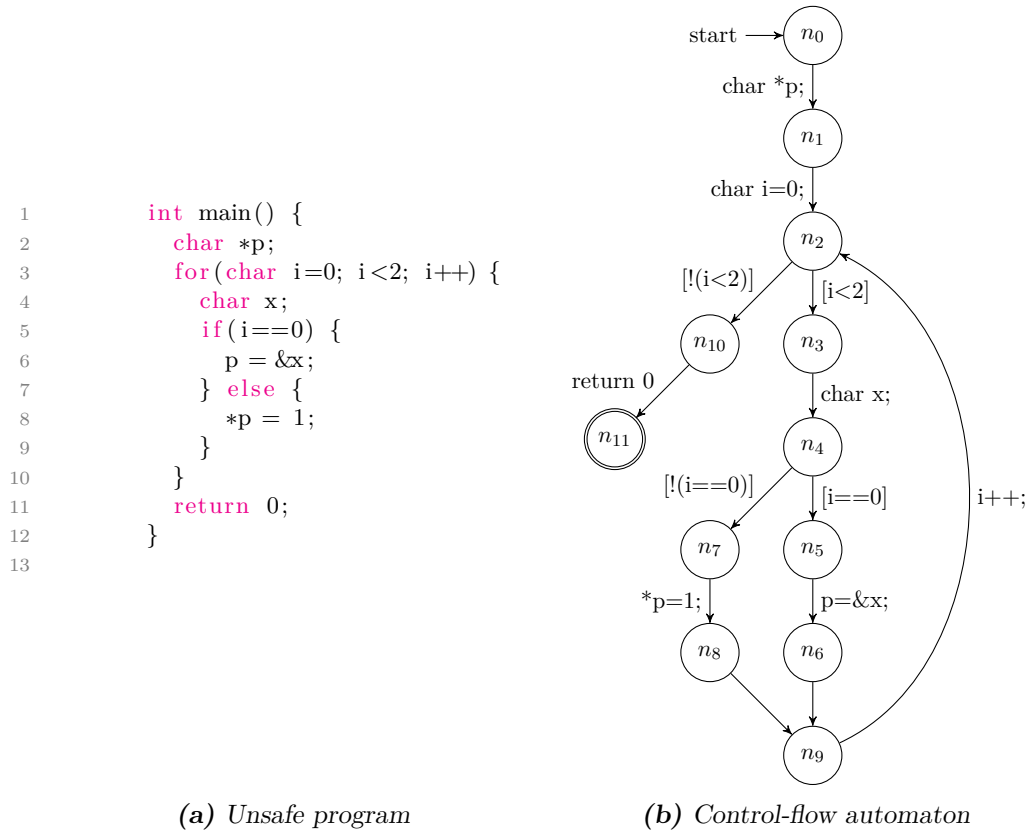 1 int main() {
2 char *p;
3 for(char i=0; i<2; i++) {
4 char x;
5 if(i==0) {
6 p = &x;
7 } else {
8 *p = 1;
9 }
10 }
11 return 0;
12 }
13
(a) Unsafe program
start
n0
char *p;
n1
char i=0;
n2
[!(i<2)]
[i<2]
n10
n3
return 0
char x;
n11
n4
[!(i==0)]
[i==0]
i++;
n7
n5
*p=1;
p=&x;
n8
n6
n9
(b) Control-flow automaton